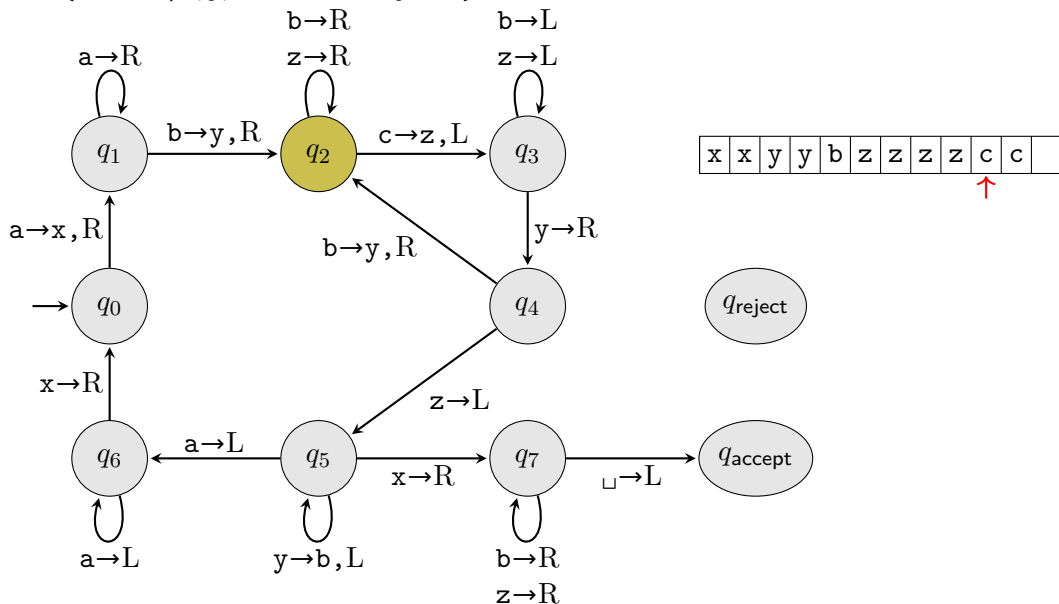 b→R
b→L
a→R
z→R
z→L
q1
b→y,R
q2
c→z,L
q3
x x y y b z z z z c c
↑
a→x,R
b→y,R
y→R
q0
q4
qreject
x→R
z→L
q6
a→L
q5
x→R
q7
␣→L
qaccept
a→L
y→b,L
b→R
z→R